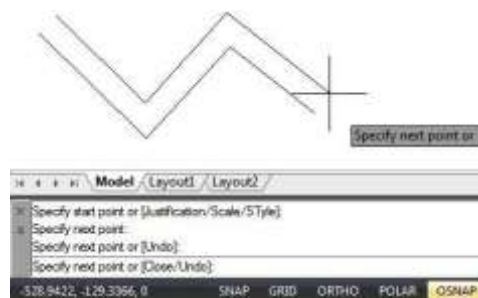 Specify next point or
Model Layout1 Layout2
Specify start point or [Justification/Scale/STyle]:
Specify next point:
Specify next point or [Undo]:
Specify next point or [Close/Undo]:
-528.9422, -129.3366, 0 SNAP GRID ORTHO POLAR OSNAP